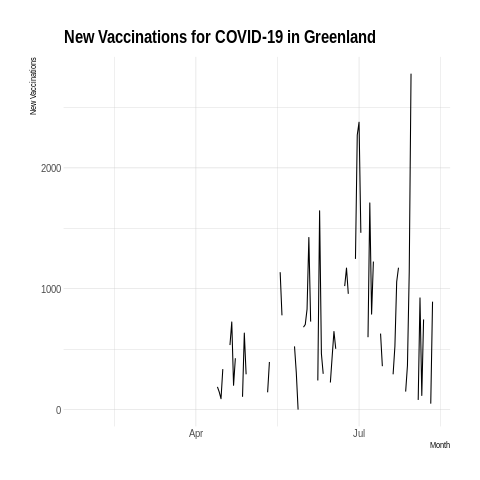 New Vaccinations for COVID-19 in Greenland
New Vaccinations
2000
1000
0
Apr
Jul
Month